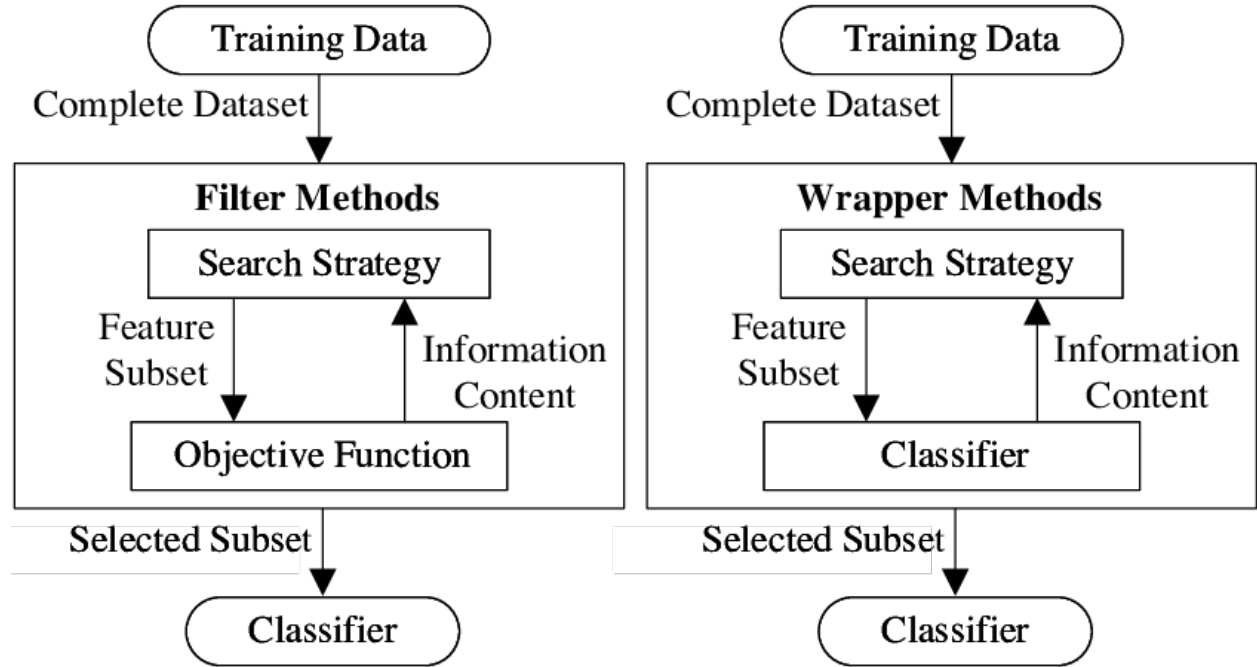 Training Data
Complete Dataset
Filter Methods
Search Strategy
Feature
Subset
Information
Content
Objective Function
Selected Subset
Classifier
Training Data
Complete Dataset
Wrapper Methods
Search Strategy
Feature
Subset
Information
Content
Classifier
Selected Subset
Classifier